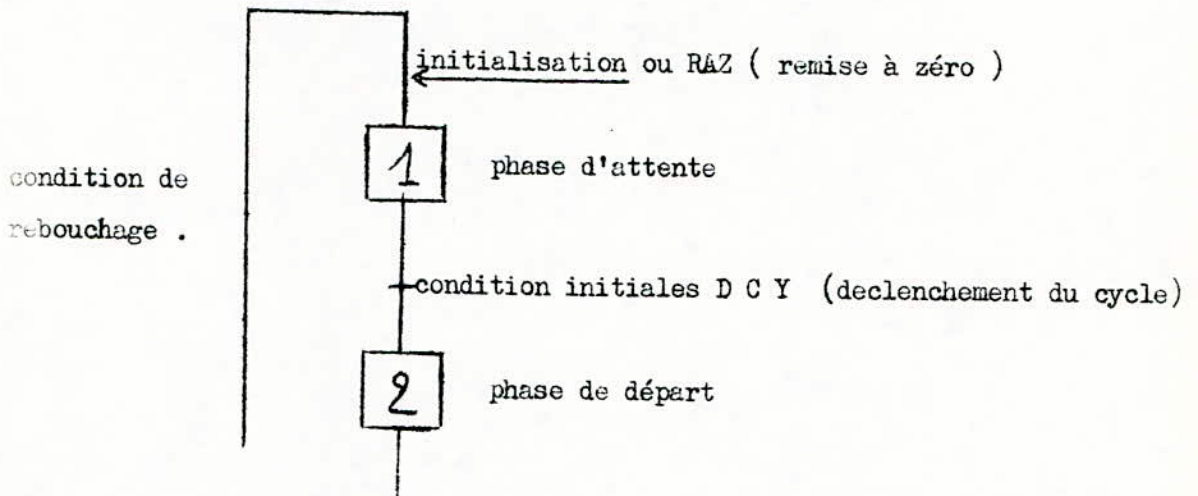 initialisation ou RAZ ( remise à zéro )
1 phase d'attente
condition de
rebouchage .
condition initiales D C Y (declenchement du cycle)
2 phase de départ